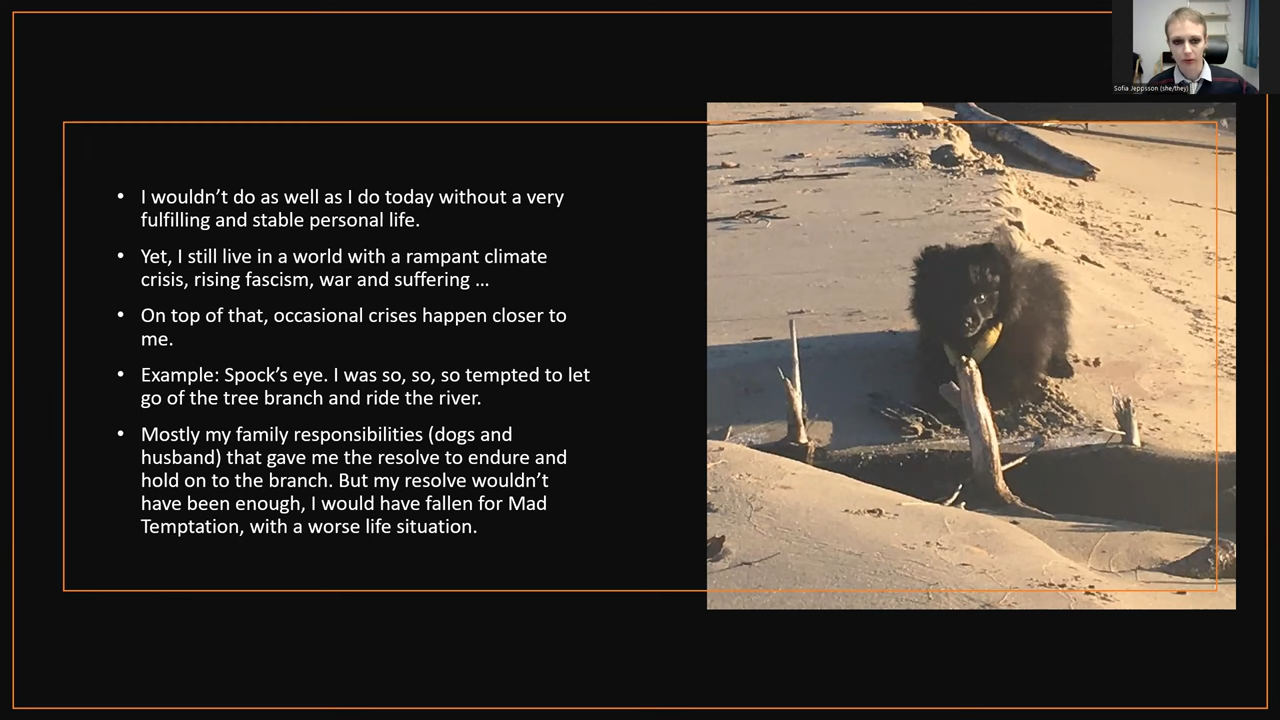 Sofia Jeppsson (she/they)
• I wouldn’t do as well as I do today without a very
fulfilling and stable personal life.
• Yet, I still live in a world with a rampant climate
crisis, rising fascism, war and suffering …
• On top of that, occasional crises happen closer to
me.
• Example: Spock’s eye. I was so, so, so tempted to let
go of the tree branch and ride the river.
• Mostly my family responsibilities (dogs and
husband) that gave me the resolve to endure and
hold on to the branch. But my resolve wouldn’t
have been enough, I would have fallen for Mad
Temptation, with a worse life situation.